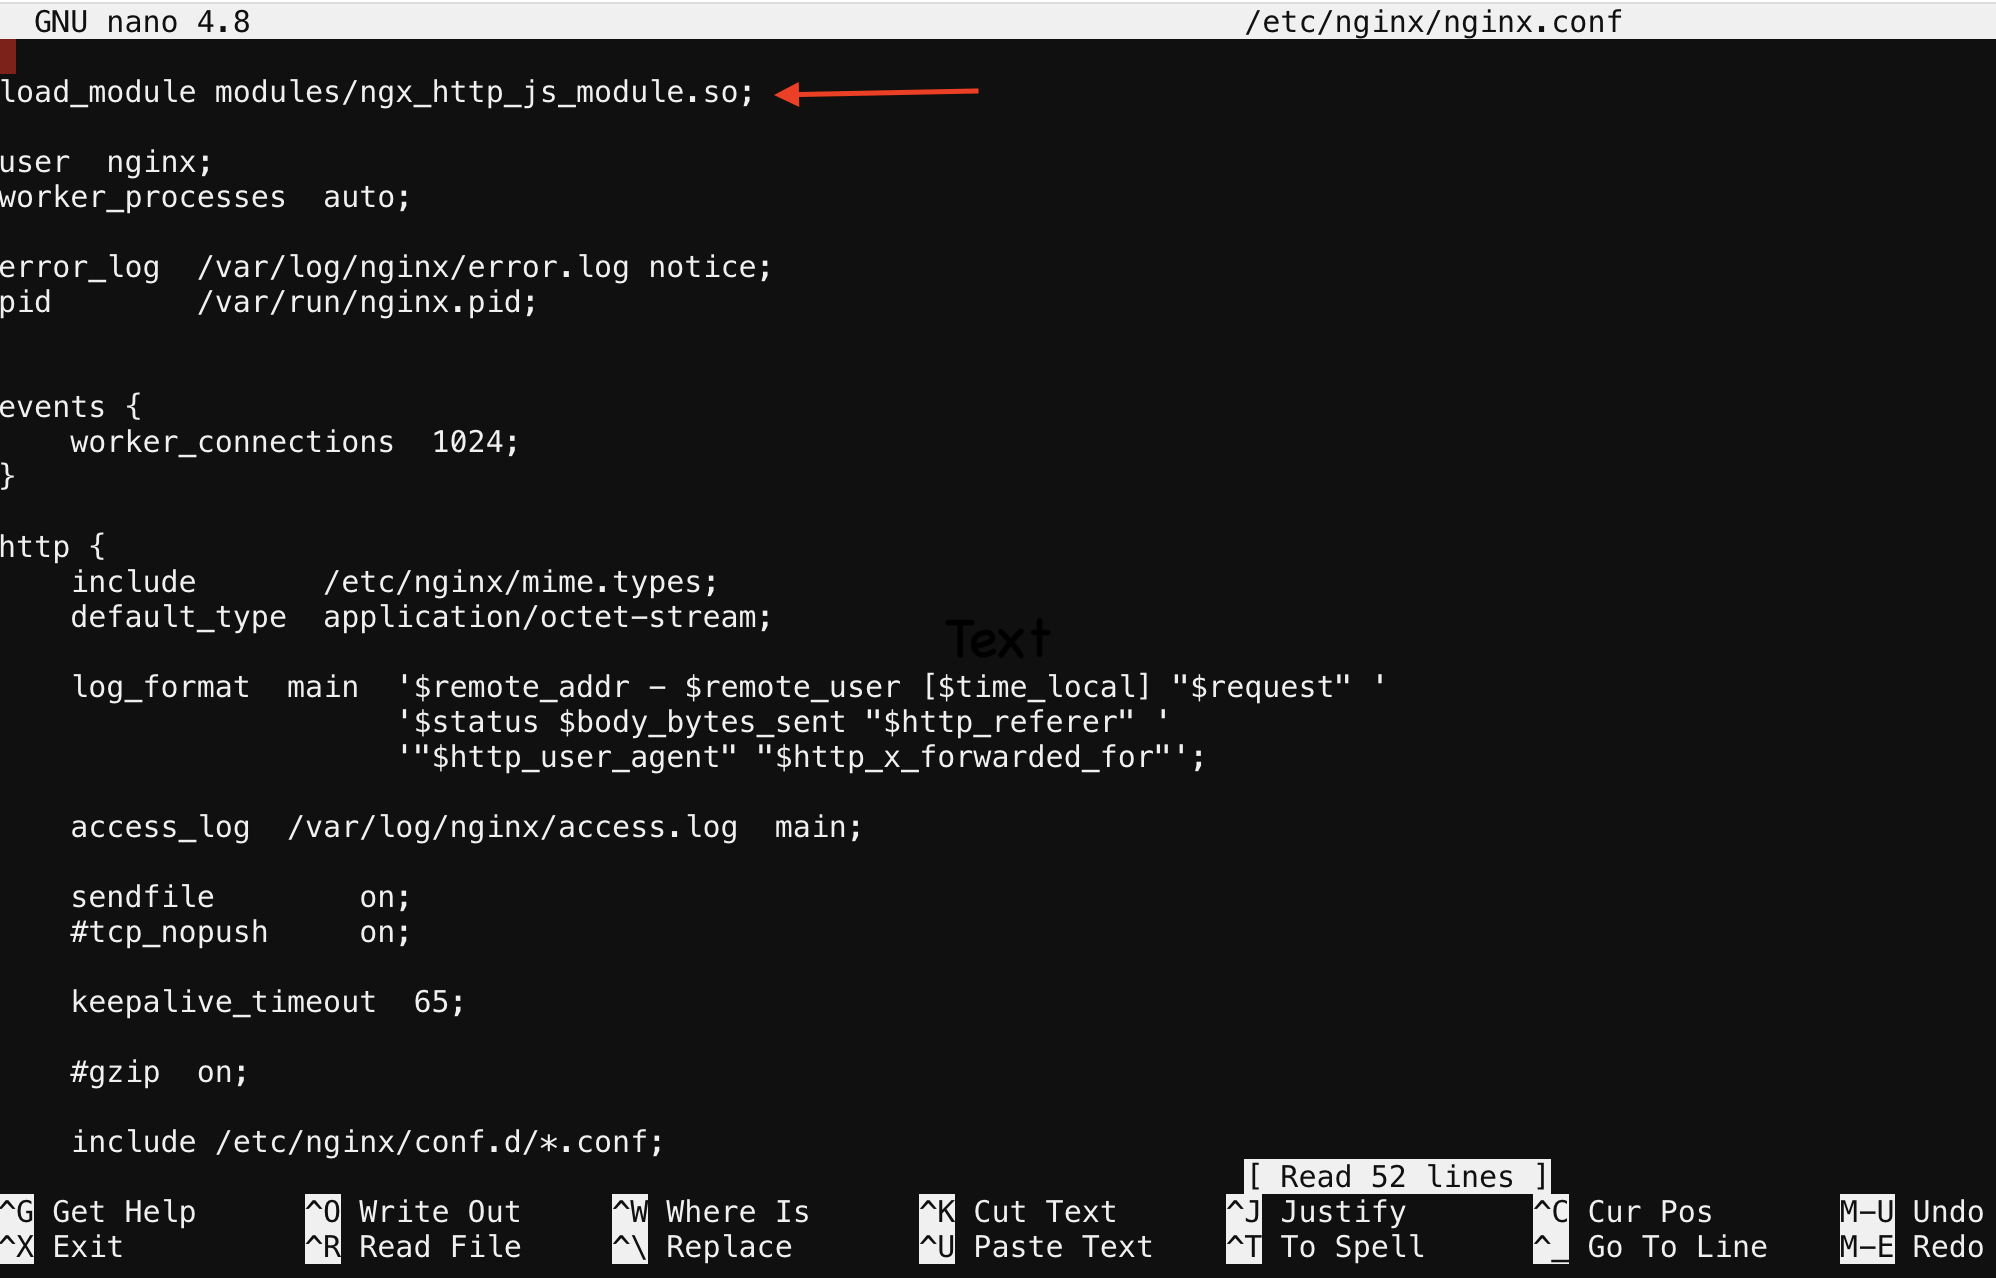 GNU nano 4.8 /etc/nginx/nginx.conf
load_module modules/ngx_http_js_module.so;
user  nginx;
worker_processes  auto;
error_log  /var/log/nginx/error.log notice;
pid        /var/run/nginx.pid;
events {
    worker_connections  1024;
}
http {
    include       /etc/nginx/mime.types;
    default_type  application/octet-stream;
Text
    log_format  main  '$remote_addr - $remote_user [$time_local] "$request" '
                      '$status $body_bytes_sent "$http_referer" '
                      '"$http_user_agent" "$http_x_forwarded_for"';
    access_log  /var/log/nginx/access.log  main;
    sendfile        on;
    #tcp_nopush     on;
    keepalive_timeout  65;
    #gzip  on;
    include /etc/nginx/conf.d/*.conf;
[ Read 52 lines ]
^G Get Help ^O Write Out ^W Where Is ^K Cut Text ^J Justify ^C Cur Pos M-U Undo
^X Exit ^R Read File ^\ Replace ^U Paste Text ^T To Spell ^_ Go To Line M-E Redo